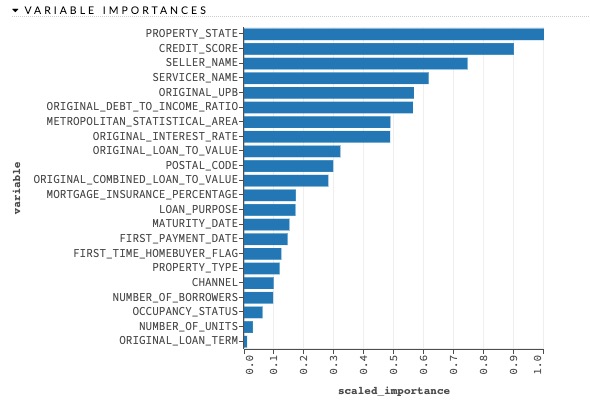 VARIABLE IMPORTANCES
PROPERTY_STATE
CREDIT_SCORE
SELLER_NAME
SERVICER_NAME
ORIGINAL_UPB
ORIGINAL_DEBT_TO_INCOME_RATIO
METROPOLITAN_STATISTICAL_AREA
ORIGINAL_INTEREST_RATE
ORIGINAL_LOAN_TO_VALUE
POSTAL_CODE
ORIGINAL_COMBINED_LOAN_TO_VALUE
MORTGAGE_INSURANCE_PERCENTAGE
LOAN_PURPOSE
MATURITY_DATE
FIRST_PAYMENT_DATE
FIRST_TIME_HOMEBUYER_FLAG
PROPERTY_TYPE
CHANNEL
NUMBER_OF_BORROWERS
OCCUPANCY_STATUS
NUMBER_OF_UNITS
ORIGINAL_LOAN_TERM
variable
0.0 0.1 0.2 0.3 0.4 0.5 0.6 0.7 0.8 0.9 1.0
scaled_importance